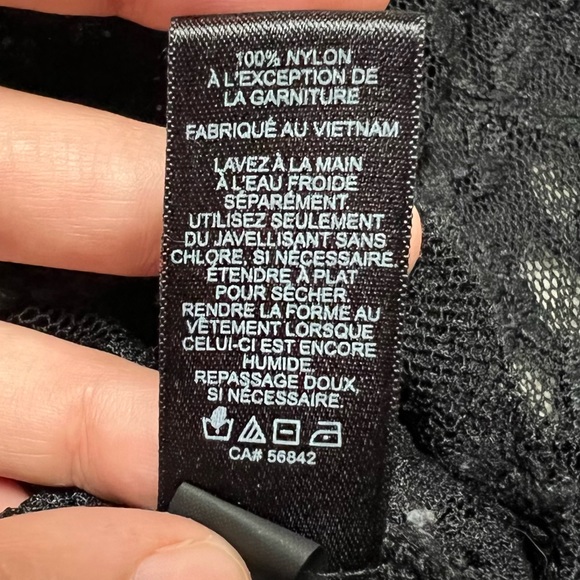 100% NYLON
À L'EXCEPTION DE
LA GARNITURE
FABRIQUÉ AU VIETNAM
LAVEZ À LA MAIN
À L'EAU FROIDE
SÉPARÉMENT.
UTILISEZ SEULEMENT
DU JAVELLISANT SANS
CHLORE, SI NÉCESSAIRE.
ÉTENDRE À PLAT
POUR SÉCHER.
RENDRE LA FORME AU
VÊTEMENT LORSQUE
CELUI-CI EST ENCORE
HUMIDE.
REPASSAGE DOUX,
SI NÉCESSAIRE.
CA# 56842